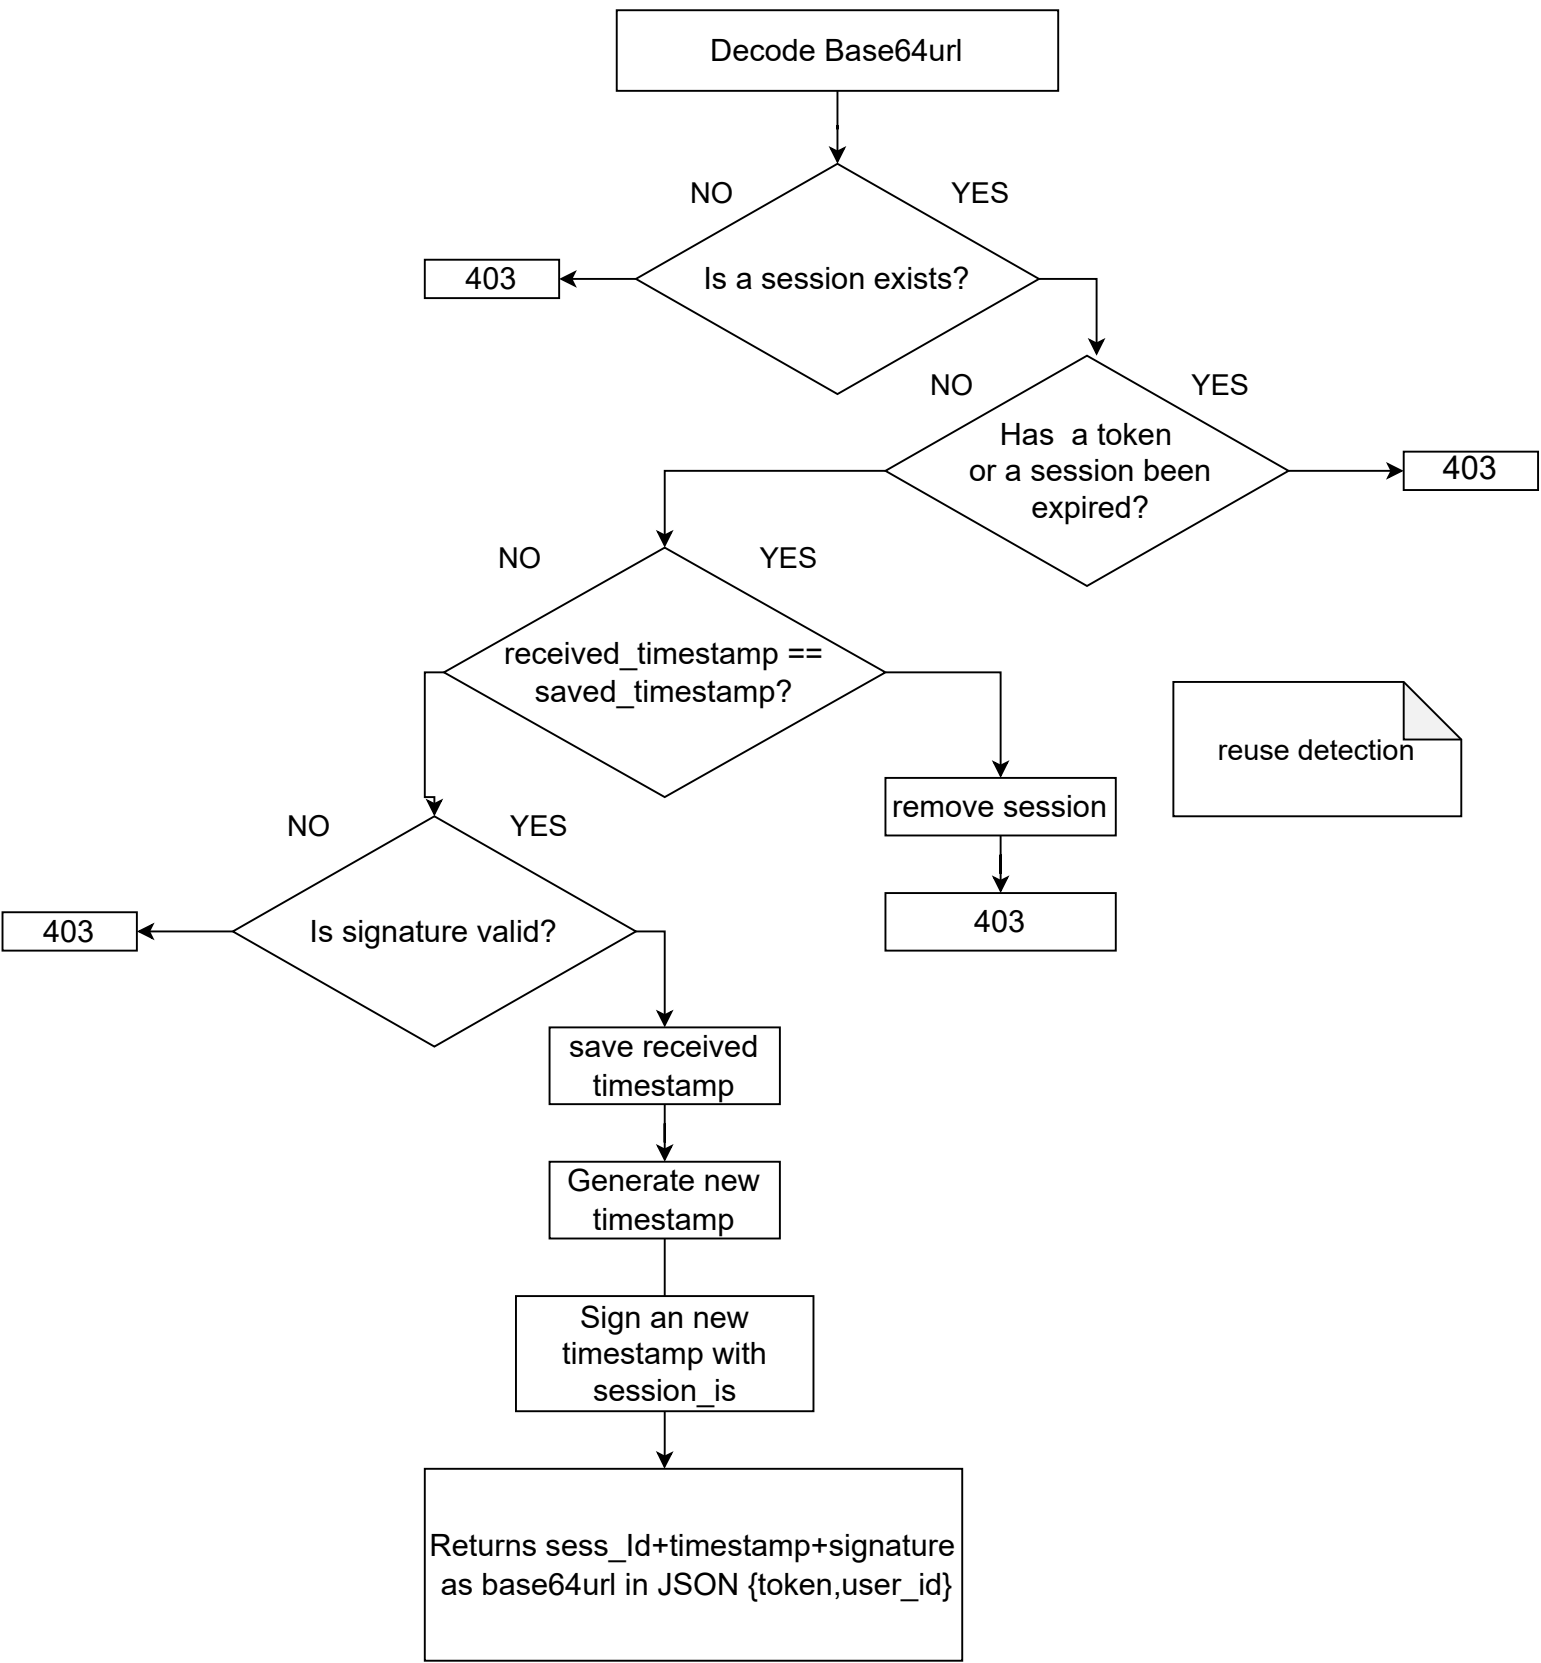 Decode Base64url
NO
YES
Is a session exists?
403
NO
YES
Has a token
or a session been
expired?
403
NO
YES
received_timestamp ==
saved_timestamp?
reuse detection
remove session
403
NO
YES
Is signature valid?
403
save received
timestamp
Generate new
timestamp
Sign an new
timestamp with
session_is
Returns sess_Id+timestamp+signature
as base64url in JSON {token,user_id}